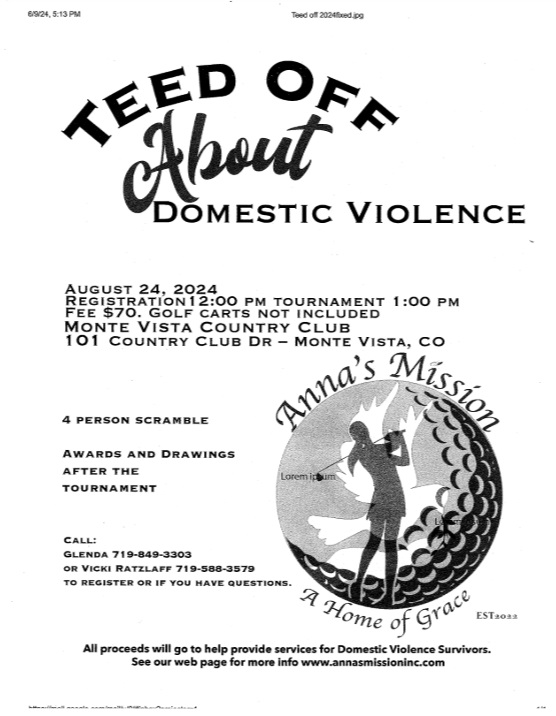 6/9/24, 5:13 PM
Teed off 2024fixed.jpg
TEED OFF
About
DOMESTIC VIOLENCE
AUGUST 24, 2024
REGISTRATION12:00 PM TOURNAMENT 1:00 PM
FEE $70. GOLF CARTS NOT INCLUDED
MONTE VISTA COUNTRY CLUB
101 COUNTRY CLUB DR – MONTE VISTA, CO
Anna's Mission
4 PERSON SCRAMBLE
AWARDS AND DRAWINGS
AFTER THE
TOURNAMENT
Lorem ipsum
CALL:
GLENDA 719-849-3303
OR VICKI RATZLAFF 719-588-3579
TO REGISTER OR IF YOU HAVE QUESTIONS.
A Home of Grace
EST2022
All proceeds will go to help provide services for Domestic Violence Survivors.
See our web page for more info www.annasmissioninc.com